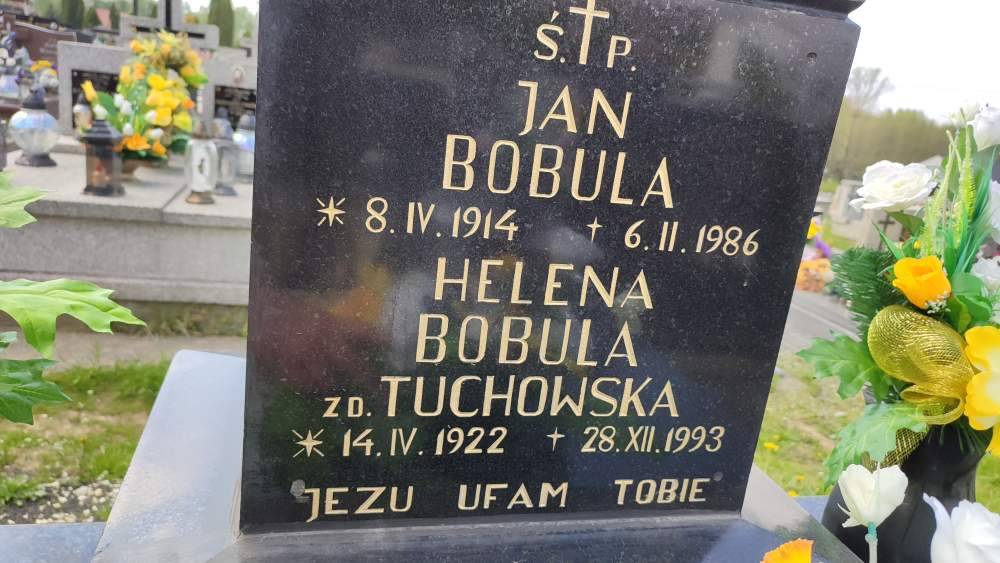 Ś.†P.
JAN
BOBULA
* 8.IV.1914 † 6.II.1986
HELENA
BOBULA
ZD. TUCHOWSKA
* 14.IV.1922 † 28.XII.1993
JEZU UFAM TOBIE